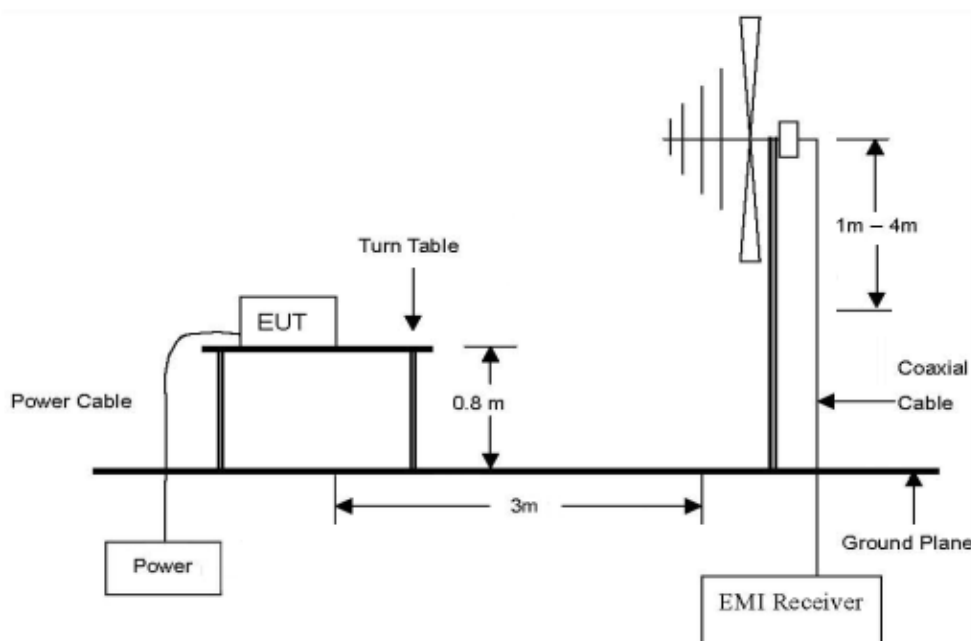 1m – 4m
Turn Table
EUT
Power Cable
0.8 m
Coaxial
Cable
3m
Ground Plane
Power
EMI Receiver